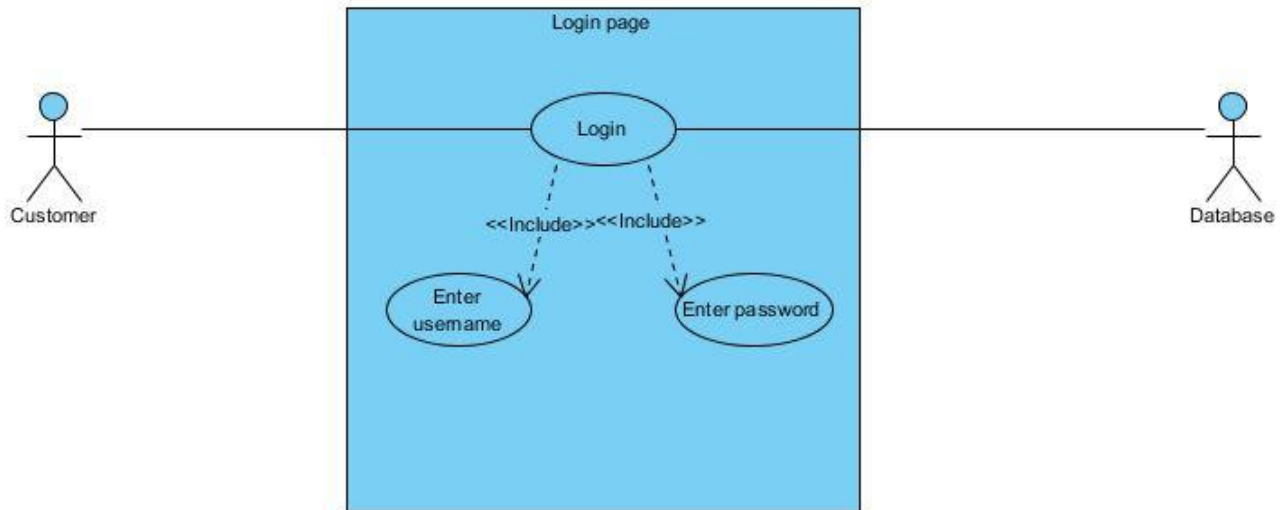 Login page
Login
Customer
Database
<<Include>>
<<Include>>
Enter
username
Enter password